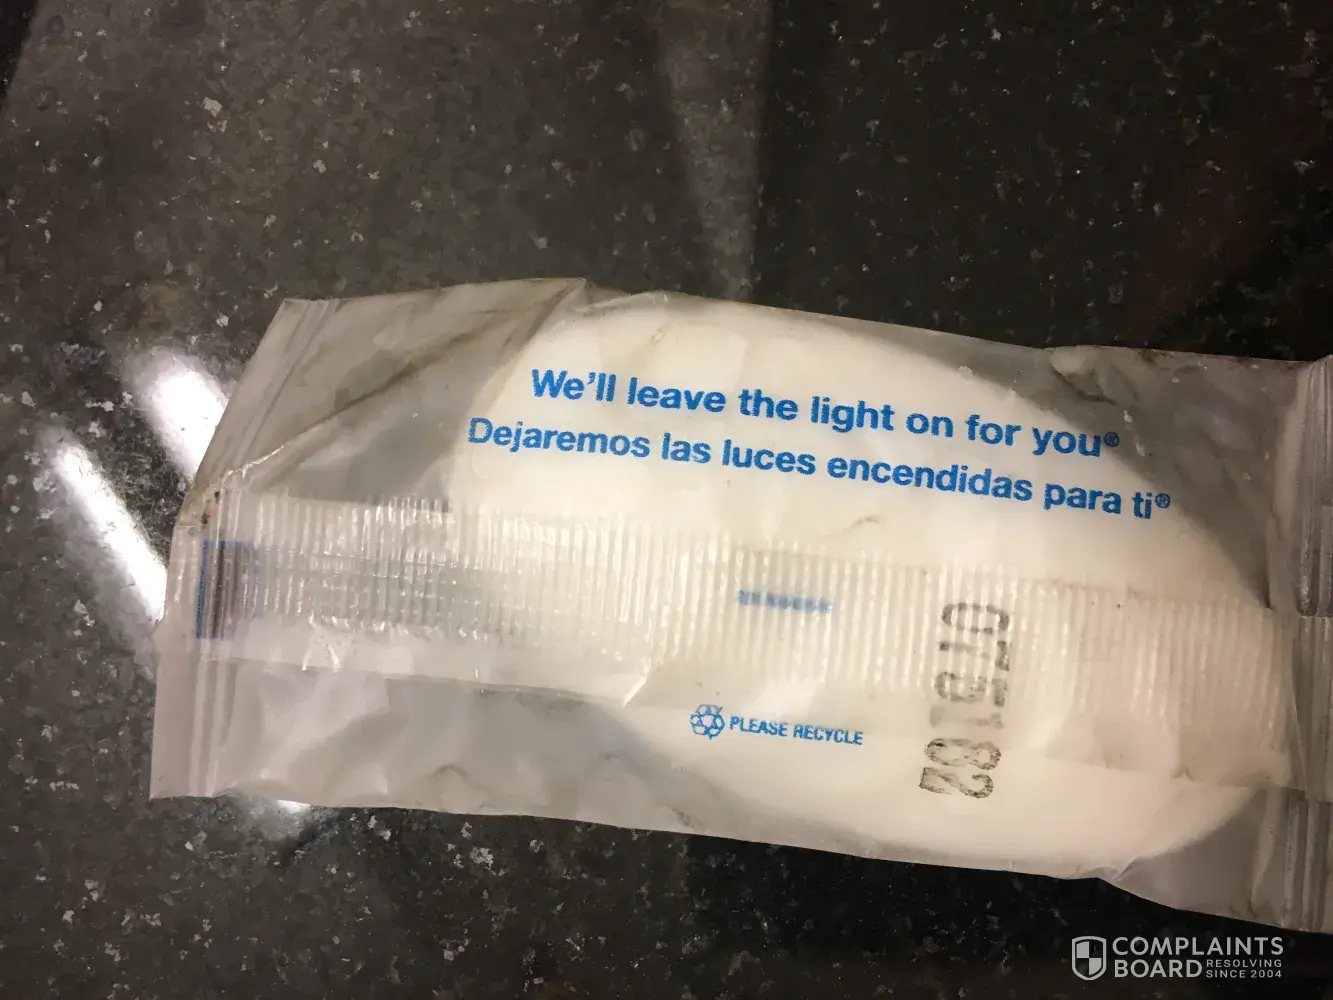 We'll leave the light on for you®
Dejaremos las luces encendidas para ti®
PLEASE RECYCLE
COMPLAINTS
BOARD RESOLVING
SINCE 2004